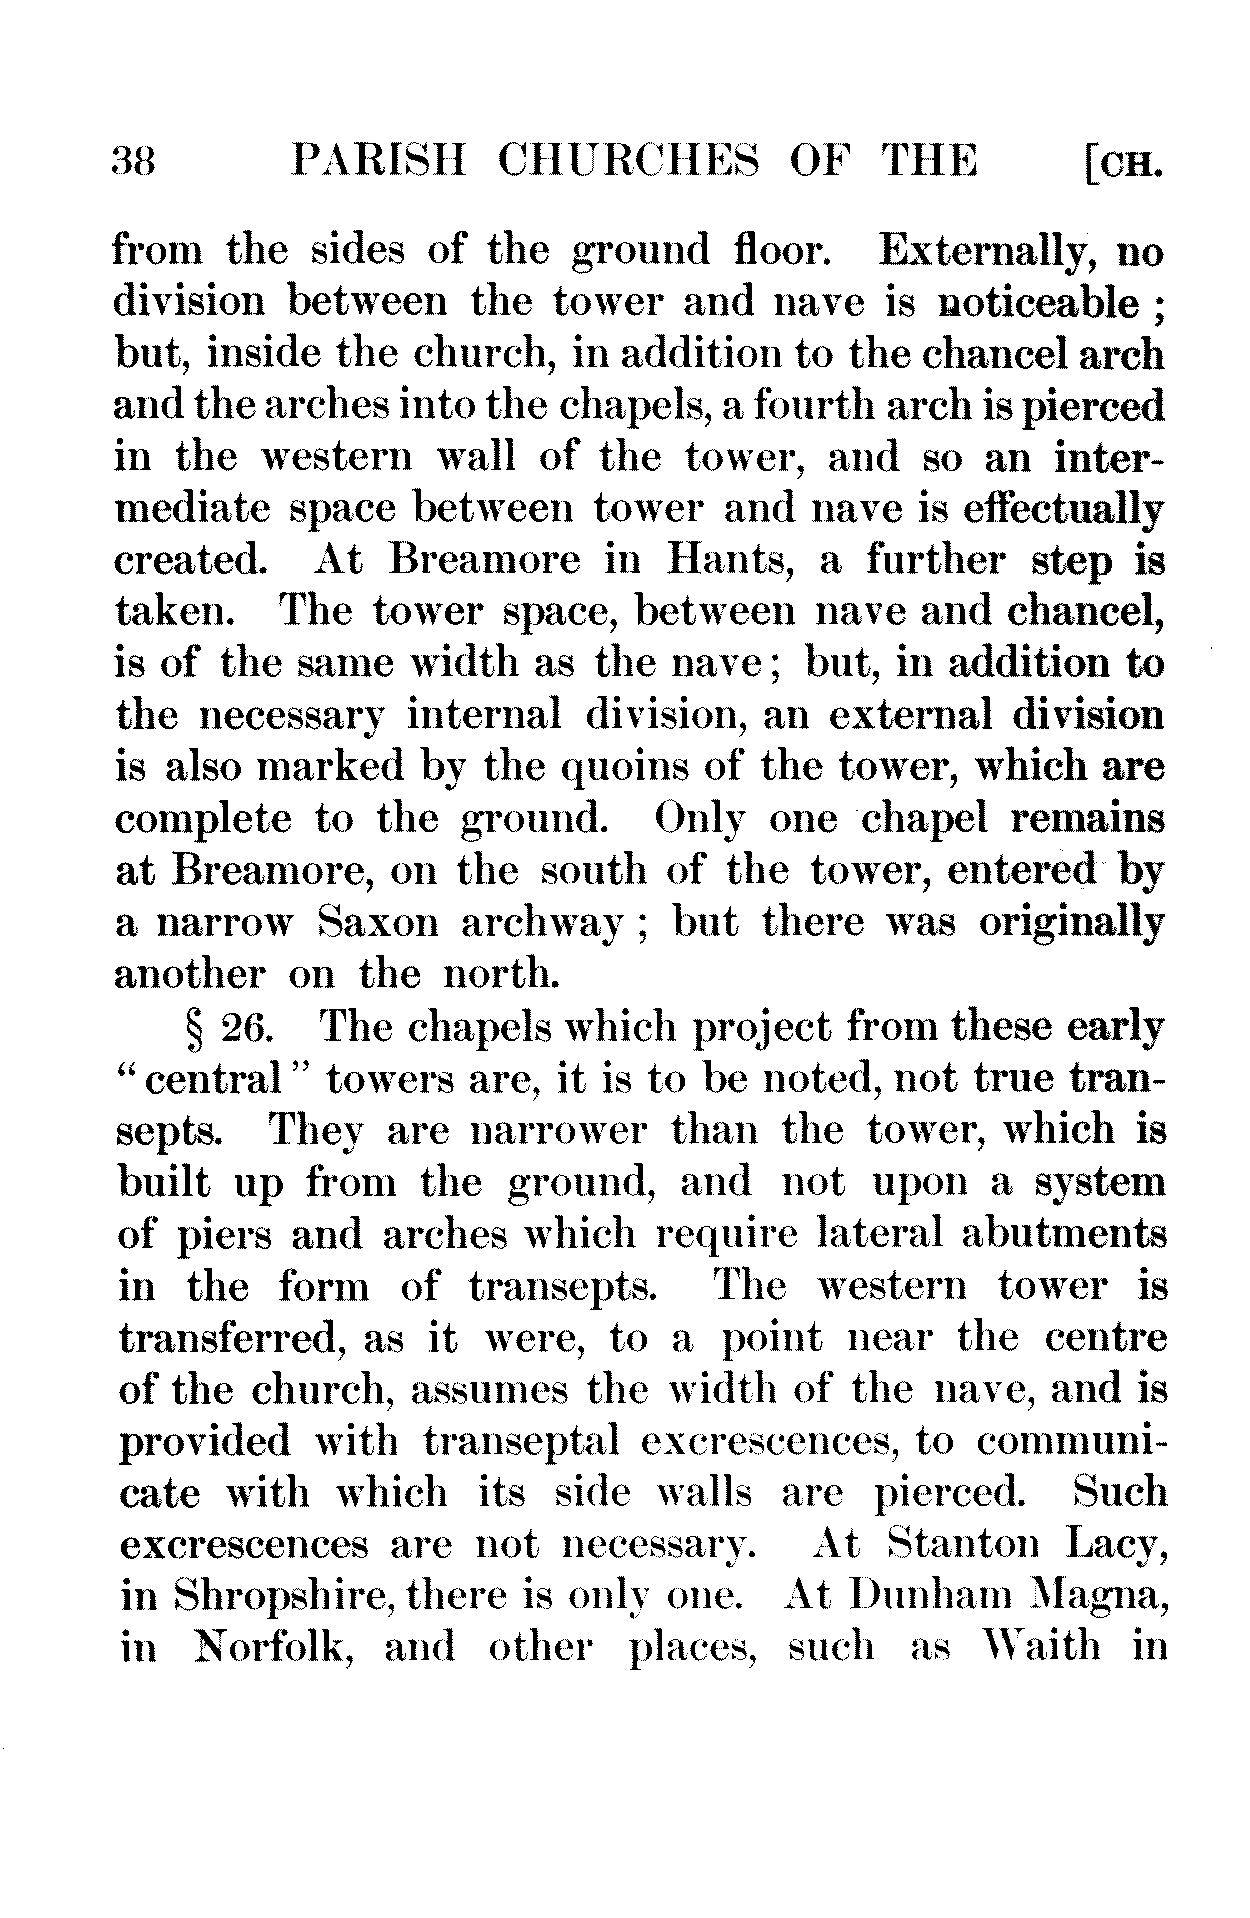 38 PARISH CHURCHES OF THE [CH.
from the sides of the ground floor. Externally, no
division between the tower and nave is noticeable ;
but, inside the church, in addition to the chancel arch
and the arches into the chapels, a fourth arch is pierced
in the western wall of the tower, and so an inter-
mediate space between tower and nave is effectually
created. At Breamore in Hants, a further step is
taken. The tower space, between nave and chancel,
is of the same width as the nave ; but, in addition to
the necessary internal division, an external division
is also marked by the quoins of the tower, which are
complete to the ground. Only one chapel remains
at Breamore, on the south of the tower, entered by
a narrow Saxon archway ; but there was originally
another on the north.
§ 26. The chapels which project from these early
“ central ” towers are, it is to be noted, not true tran-
septs. They are narrower than the tower, which is
built up from the ground, and not upon a system
of piers and arches which require lateral abutments
in the form of transepts. The western tower is
transferred, as it were, to a point near the centre
of the church, assumes the width of the nave, and is
provided with transeptal excrescences, to communi-
cate with which its side walls are pierced. Such
excrescences are not necessary. At Stanton Lacy,
in Shropshire, there is only one. At Dunham Magna,
in Norfolk, and other places, such as Waith in